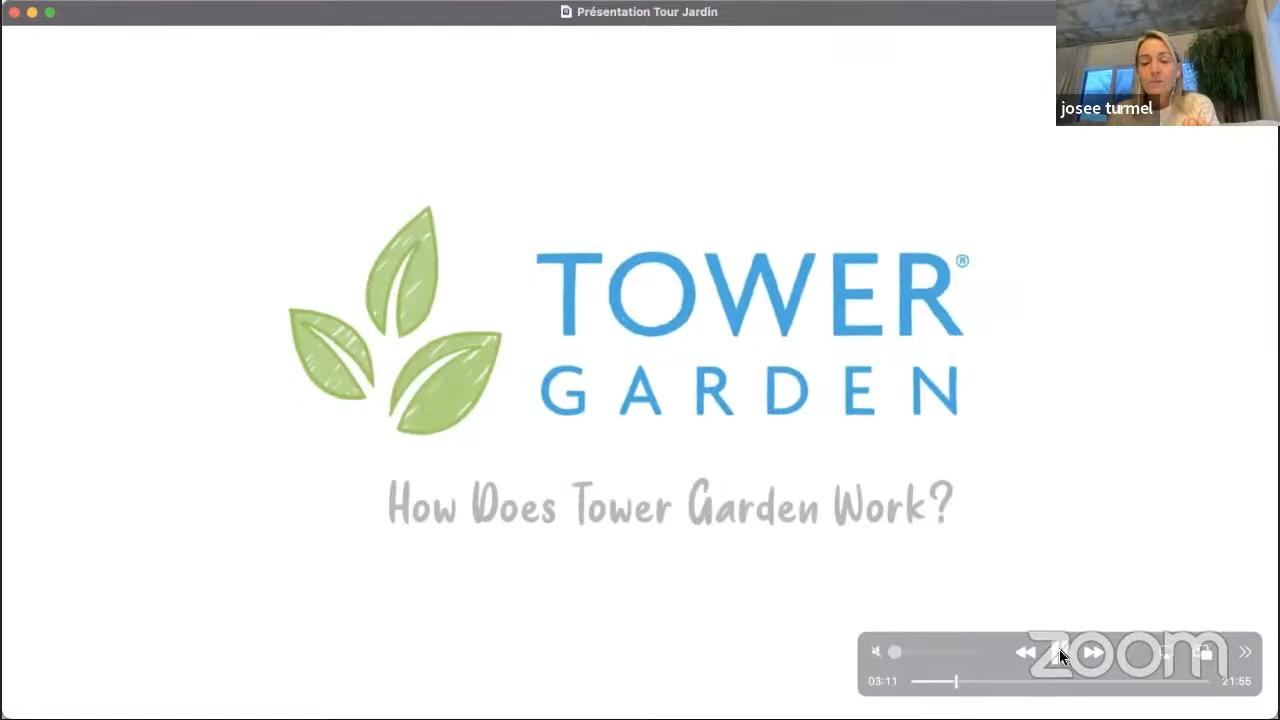 Présentation Tour Jardin
josee turmel
TOWER®
GARDEN
How Does Tower Garden Work?
zoom
03:11
21:55